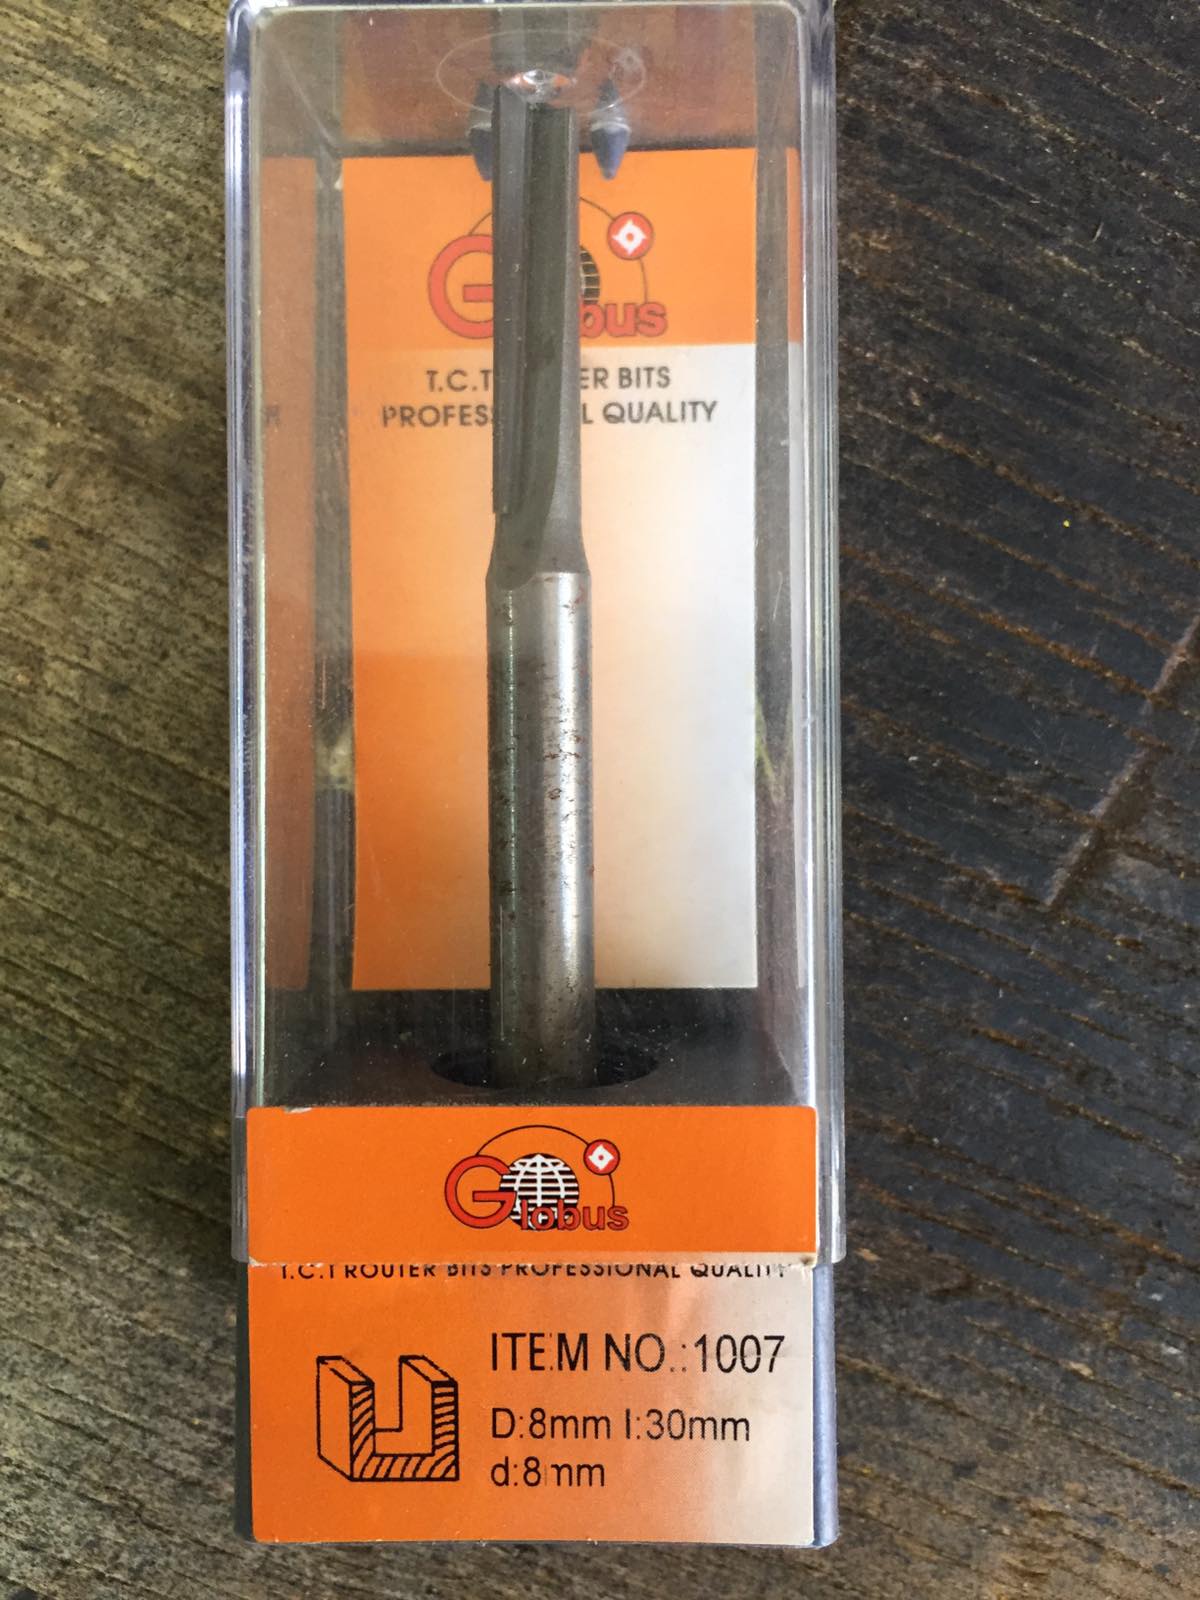 Globus
T.C.T ER BITS
PROFES L QUALITY
Globus
T.C.T ROUTER BITS PROFESSIONAL QUALITY
ITEM NO.:1007
D:8mm l:30mm
d:8mm